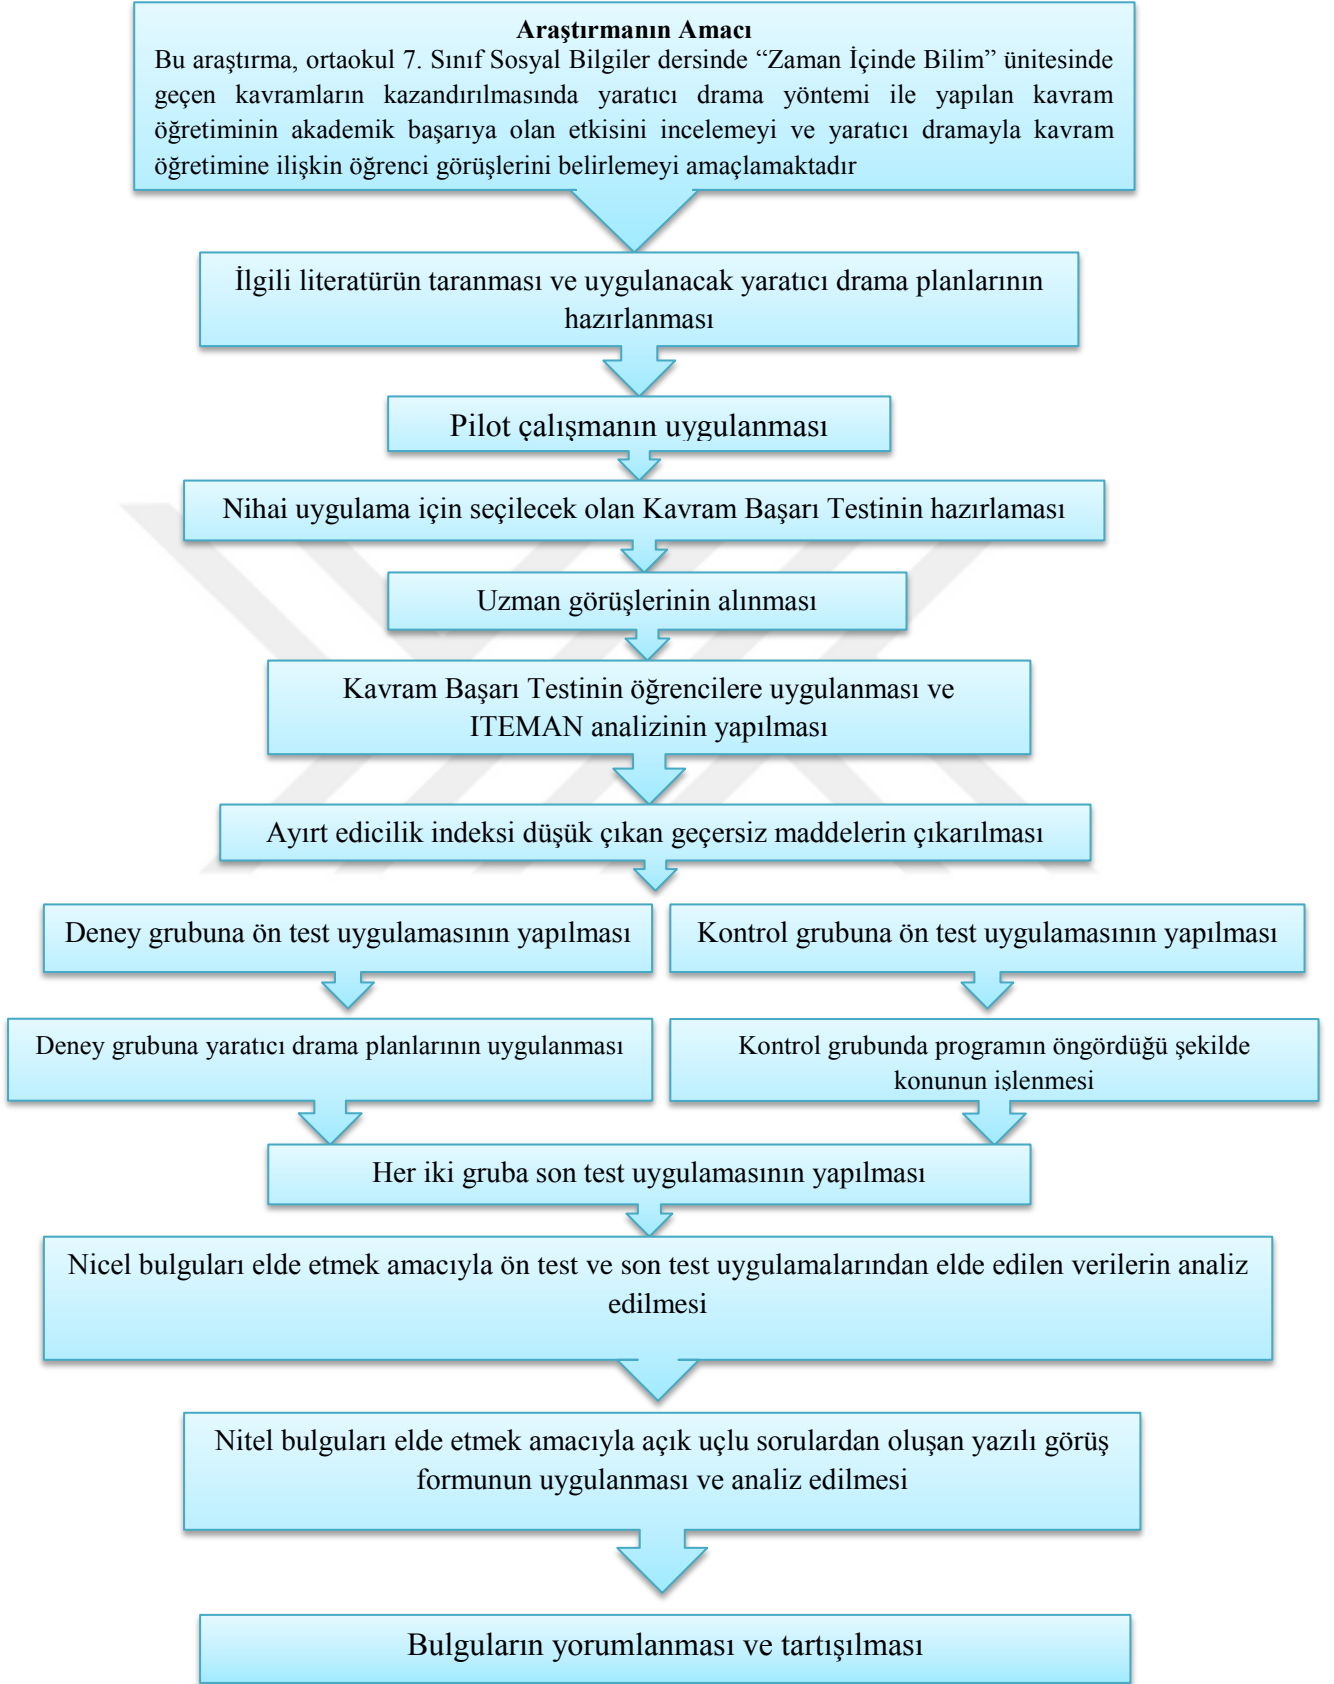 Araştırmanın Amacı
Bu araştırma, ortaokul 7. Sınıf Sosyal Bilgiler dersinde “Zaman İçinde Bilim” ünitesinde
geçen kavramların kazandırılmasında yaratıcı drama yöntemi ile yapılan kavram
öğretiminin akademik başarıya olan etkisini incelemeyi ve yaratıcı dramayla kavram
öğretimine ilişkin öğrenci görüşlerini belirlemeyi amaçlamaktadır
İlgili literatürün taranması ve uygulanacak yaratıcı drama planlarının
hazırlanması
Pilot çalışmanın uygulanması
Nihai uygulama için seçilecek olan Kavram Başarı Testinin hazırlaması
Uzman görüşlerinin alınması
Kavram Başarı Testinin öğrencilere uygulanması ve
ITEMAN analizinin yapılması
Ayırt edicilik indeksi düşük çıkan geçersiz maddelerin çıkarılması
Deney grubuna ön test uygulamasının yapılması
Kontrol grubuna ön test uygulamasının yapılması
Deney grubuna yaratıcı drama planlarının uygulanması
Kontrol grubunda programın öngördüğü şekilde
konunun işlenmesi
Her iki gruba son test uygulamasının yapılması
Nicel bulguları elde etmek amacıyla ön test ve son test uygulamalarından elde edilen verilerin analiz
edilmesi
Nitel bulguları elde etmek amacıyla açık uçlu sorulardan oluşan yazılı görüş
formunun uygulanması ve analiz edilmesi
Bulguların yorumlanması ve tartışılması